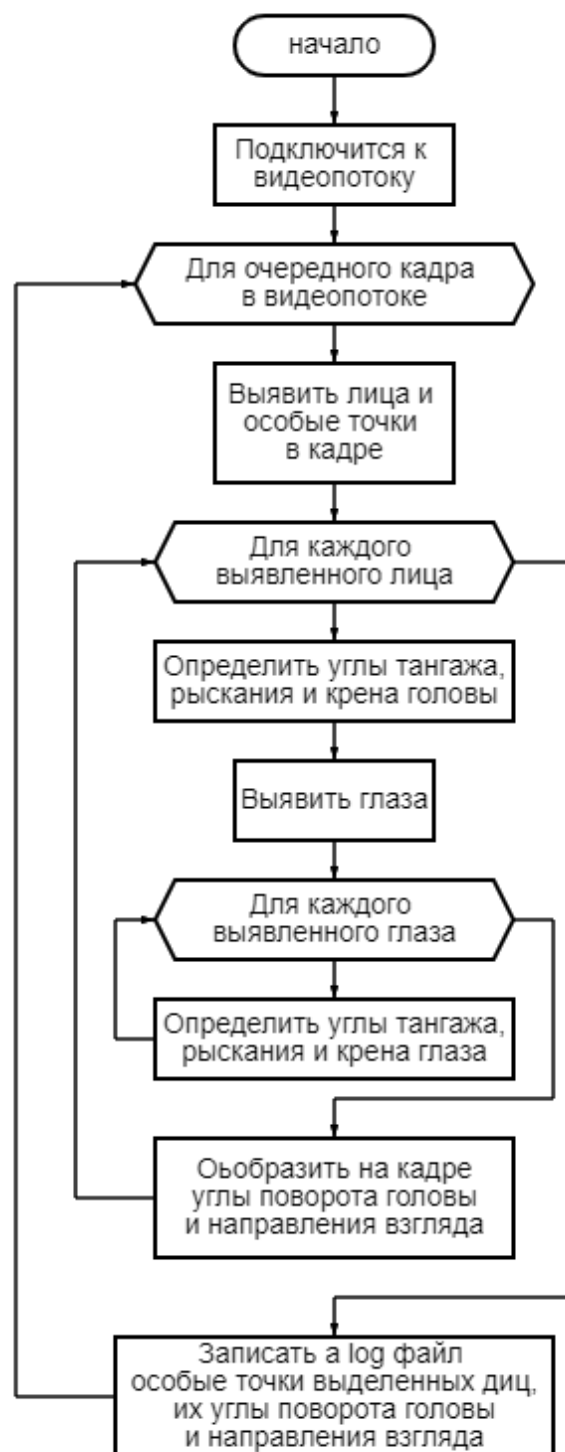 начало
Подключится к
видеопотоку
Для очередного кадра
в видеопотоке
Выявить лица и
особые точки
в кадре
Для каждого
выявленного лица
Определить углы тангажа,
рыскания и крена головы
Выявить глаза
Для каждого
выявленного глаза
Определить углы тангажа,
рыскания и крена глаза
Оьобразить на кадре
углы поворота головы
и направления взгляда
Записать а log файл
особые точки выделенных диц,
их углы поворота головы
и направления взгляда